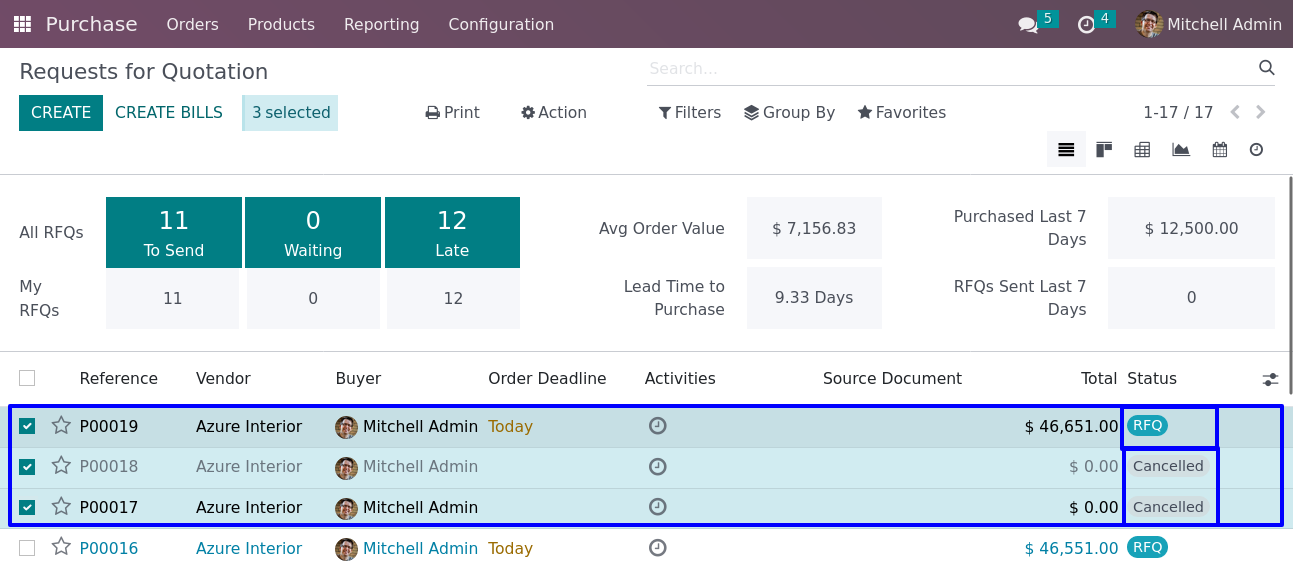 Purchase Orders Products Reporting Configuration 5 4 Mitchell Admin
Requests for Quotation Search...
CREATE CREATE BILLS 3 selected Print Action Filters Group By Favorites 1-17 / 17
All RFQs 11 To Send 0 Waiting 12 Late Avg Order Value $ 7,156.83 Purchased Last 7 Days $ 12,500.00
My RFQs 11 0 12 Lead Time to Purchase 9.33 Days RFQs Sent Last 7 Days 0
Reference Vendor Buyer Order Deadline Activities Source Document Total Status
P00019 Azure Interior Mitchell Admin Today $ 46,651.00 RFQ
P00018 Azure Interior Mitchell Admin $ 0.00 Cancelled
P00017 Azure Interior Mitchell Admin $ 0.00 Cancelled
P00016 Azure Interior Mitchell Admin Today $ 46,551.00 RFQ